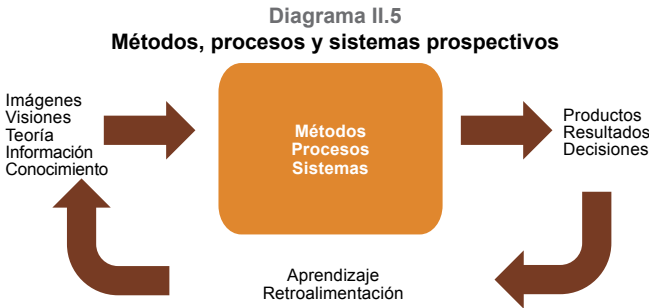 Diagrama II.5
Métodos, procesos y sistemas prospectivos
Imágenes
Visiones
Teoría
Información
Conocimiento
Métodos
Procesos
Sistemas
Productos
Resultados
Decisiones
Aprendizaje
Retroalimentación